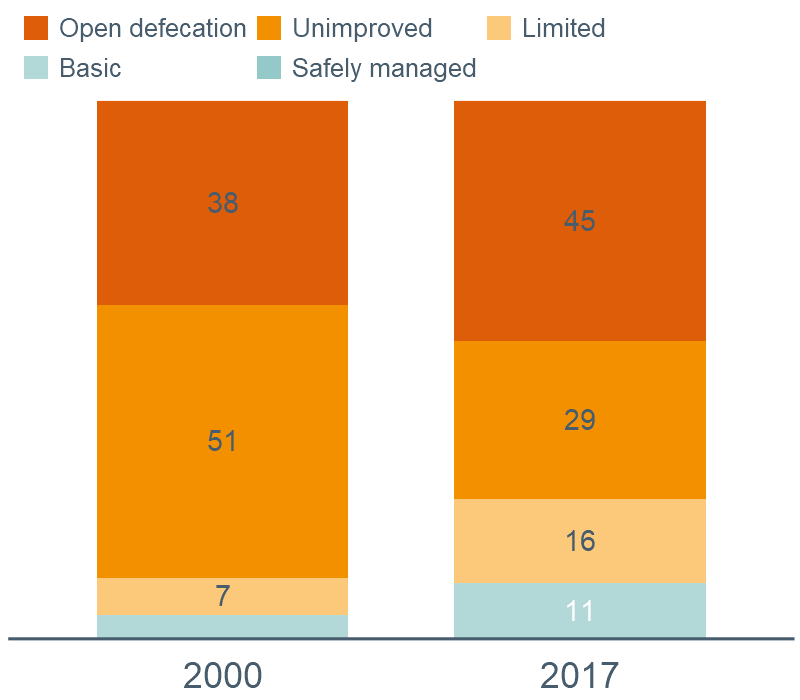 Open defecation Unimproved Limited
Basic Safely managed
38 45
51 29
7 16
11
2000 2017